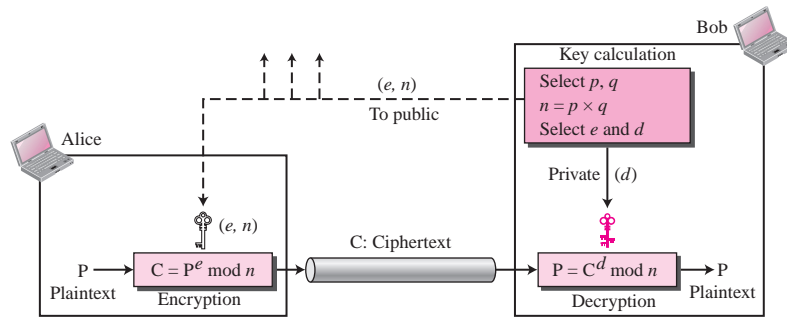 Bob
Key calculation
Select p, q
n = p × q
Select e and d
(e, n)
To public
Alice
Private (d)
(e, n)
C: Ciphertext
P
Plaintext
C = P^e mod n
Encryption
P = C^d mod n
Decryption
P
Plaintext